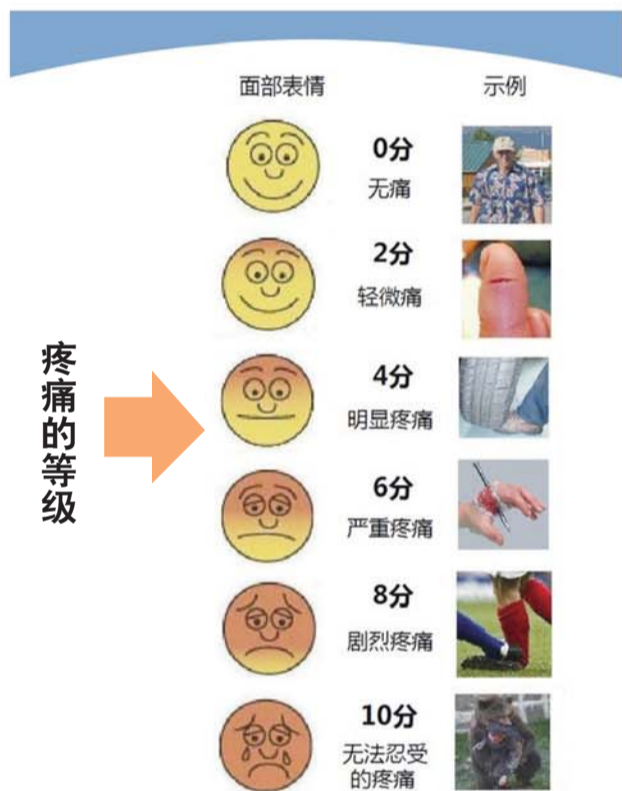 面部表情
示例
0分
无痛
2分
轻微痛
疼痛的等级
4分
明显疼痛
6分
严重疼痛
8分
剧烈疼痛
10分
无法忍受
的疼痛